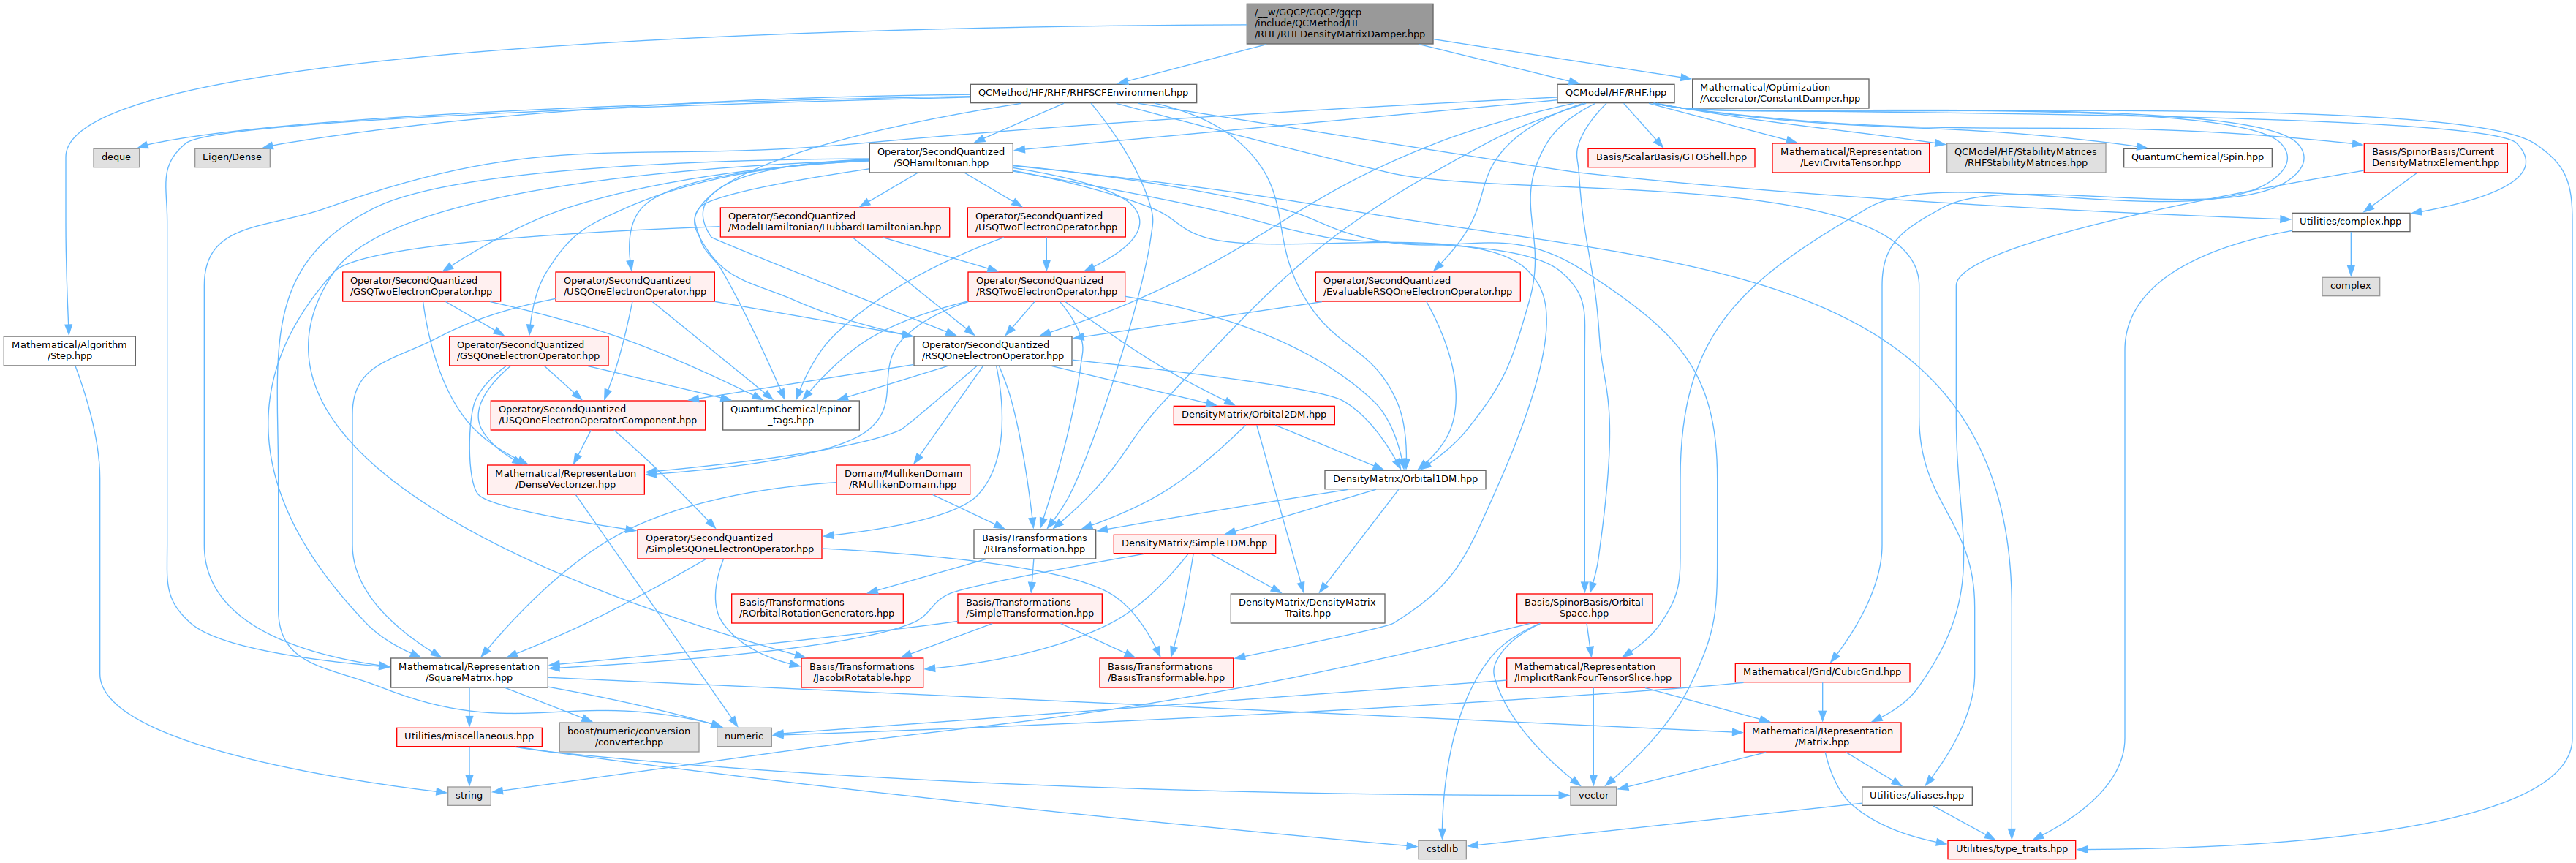 /__w/GQCP/GQCP/gqcp
/include/QCMethod/HF
/RHF/RHFDensityMatrixDamper.hpp
QCMethod/HF/RHF/RHFSCFEnvironment.hpp
QCModel/HF/RHF.hpp
Mathematical/Optimization
/Accelerator/ConstantDamper.hpp
deque
Eigen/Dense
Operator/SecondQuantized
/SQHamiltonian.hpp
Basis/ScalarBasis/GTOShell.hpp
Mathematical/Representation
/LeviCivitaTensor.hpp
QCModel/HF/StabilityMatrices
/RHFStabilityMatrices.hpp
QuantumChemical/Spin.hpp
Basis/SpinorBasis/Current
DensityMatrixElement.hpp
Operator/SecondQuantized
/ModelHamiltonian/HubbardHamiltonian.hpp
Operator/SecondQuantized
/USQTwoElectronOperator.hpp
Utilities/complex.hpp
Operator/SecondQuantized
/GSQTwoElectronOperator.hpp
Operator/SecondQuantized
/USQOneElectronOperator.hpp
Operator/SecondQuantized
/RSQTwoElectronOperator.hpp
Operator/SecondQuantized
/EvaluableRSQOneElectronOperator.hpp
complex
Mathematical/Algorithm
/Step.hpp
Operator/SecondQuantized
/GSQOneElectronOperator.hpp
Operator/SecondQuantized
/RSQOneElectronOperator.hpp
Operator/SecondQuantized
/USQOneElectronOperatorComponent.hpp
QuantumChemical/spinor
_tags.hpp
DensityMatrix/Orbital2DM.hpp
Mathematical/Representation
/DenseVectorizer.hpp
Domain/MullikenDomain
/RMullikenDomain.hpp
DensityMatrix/Orbital1DM.hpp
Operator/SecondQuantized
/SimpleSQOneElectronOperator.hpp
Basis/Transformations
/RTransformation.hpp
DensityMatrix/Simple1DM.hpp
Basis/Transformations
/ROrbitalRotationGenerators.hpp
Basis/Transformations
/SimpleTransformation.hpp
DensityMatrix/DensityMatrix
Traits.hpp
Basis/SpinorBasis/Orbital
Space.hpp
Mathematical/Representation
/SquareMatrix.hpp
Basis/Transformations
/JacobiRotatable.hpp
Basis/Transformations
/BasisTransformable.hpp
Mathematical/Representation
/ImplicitRankFourTensorSlice.hpp
Mathematical/Grid/CubicGrid.hpp
Utilities/miscellaneous.hpp
boost/numeric/conversion
/converter.hpp
numeric
Mathematical/Representation
/Matrix.hpp
string
vector
Utilities/aliases.hpp
cstdlib
Utilities/type_traits.hpp